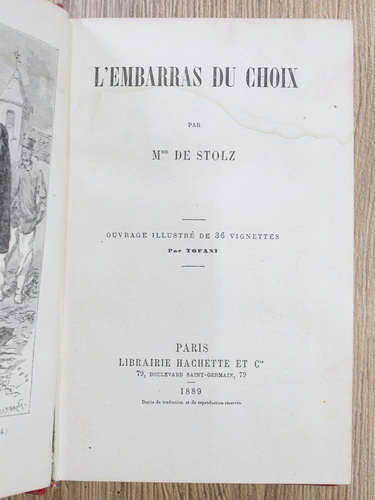 L'EMBARRAS DU CHOIX
PAR
Mme DE STOLZ
OUVRAGE ILLUSTRÉ DE 36 VIGNETTES
Par TOFANI
PARIS
LIBRAIRIE HACHETTE ET Cie
79, BOULEVARD SAINT-GERMAIN, 79
1889
Droits de traduction et de reproduction réservés.